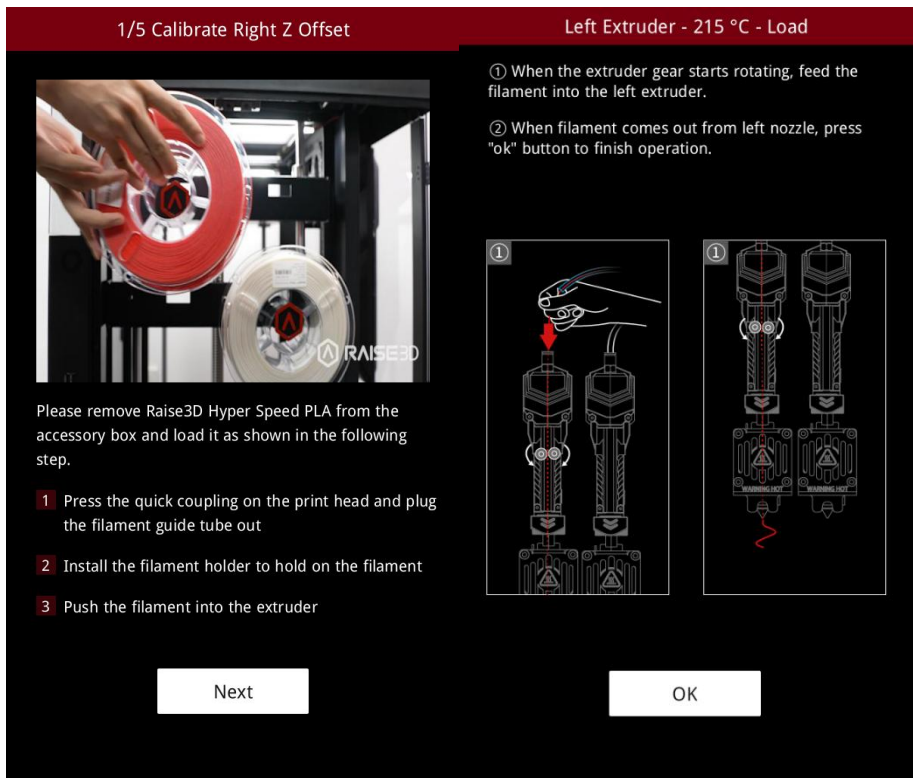 1/5 Calibrate Right Z Offset
RAISE3D
Please remove Raise3D Hyper Speed PLA from the
accessory box and load it as shown in the following
step.
1 Press the quick coupling on the print head and plug
the filament guide tube out
2 Install the filament holder to hold on the filament
3 Push the filament into the extruder
Next
Left Extruder - 215 °C - Load
① When the extruder gear starts rotating, feed the
filament into the left extruder.
② When filament comes out from left nozzle, press
"ok" button to finish operation.
①
①
WARNING HOT
WARNING HOT
OK